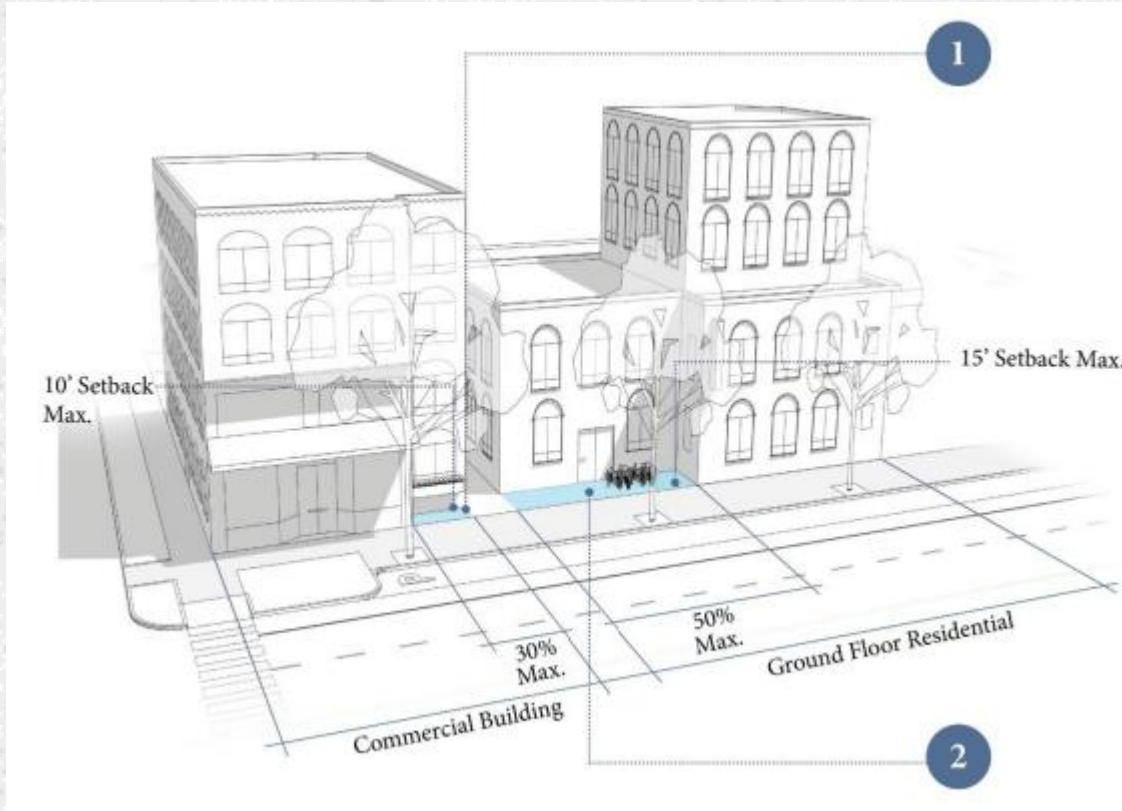 1
10’ Setback
Max.
15’ Setback Max.
30%
Max.
50%
Max.
Commercial Building
Ground Floor Residential
2